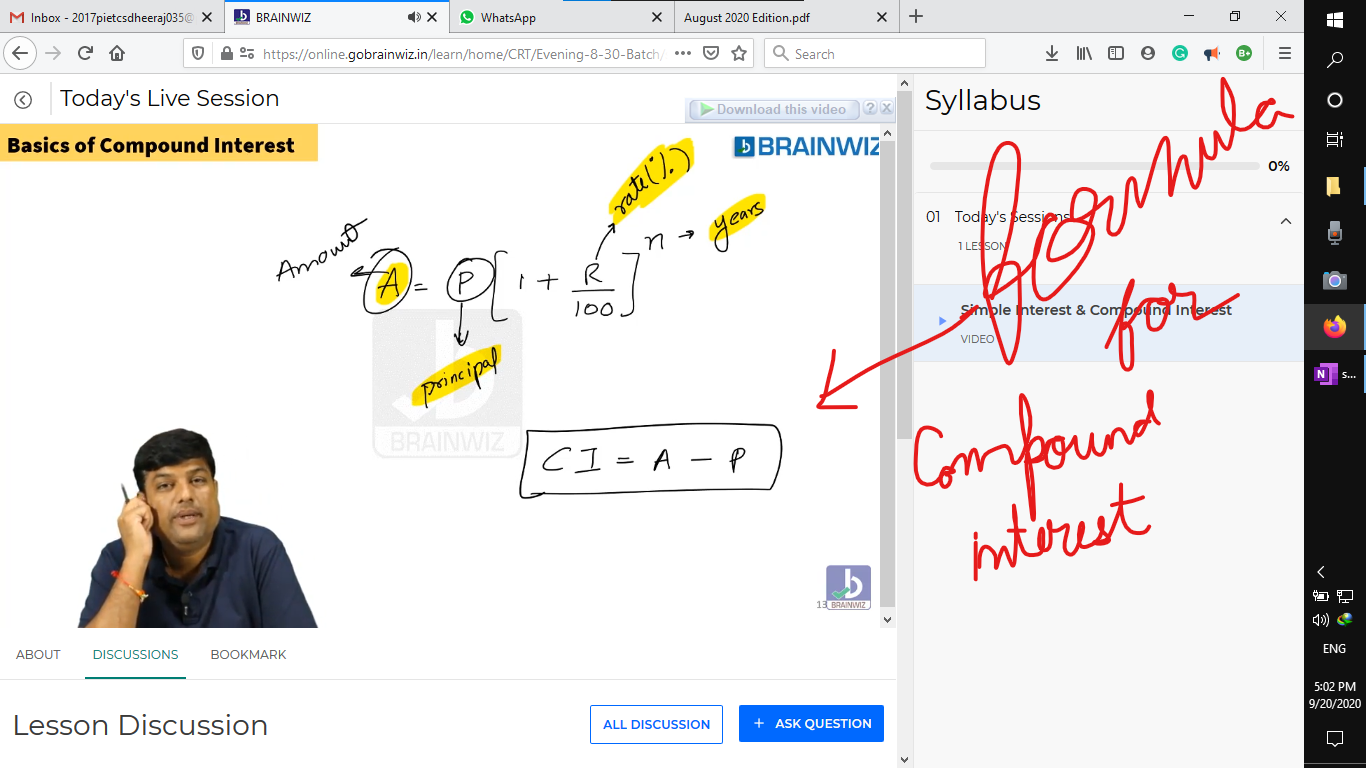 Inbox - 2017pietcsdheeraj035@
BRAINWIZ
WhatsApp
August 2020 Edition.pdf
https://online.gobrainwiz.in/learn/home/CRT/Evening-8-30-Batch/
Search
Today's Live Session
Download this video
Basics of Compound Interest
BRAINWIZ
rate(%)
years
Amount
A = P [ 1 + R/100 ] n → years
principal
BRAINWIZ
CI = A - P
13
BRAINWIZ
ABOUT DISCUSSIONS BOOKMARK
Lesson Discussion
ALL DISCUSSION
+ ASK QUESTION
Syllabus
0%
01 Today's Sessions
1 LESSON
Simple Interest & Compound Interest
VIDEO
formula
for
Compound
interest
N s...
ENG
5:02 PM
9/20/2020